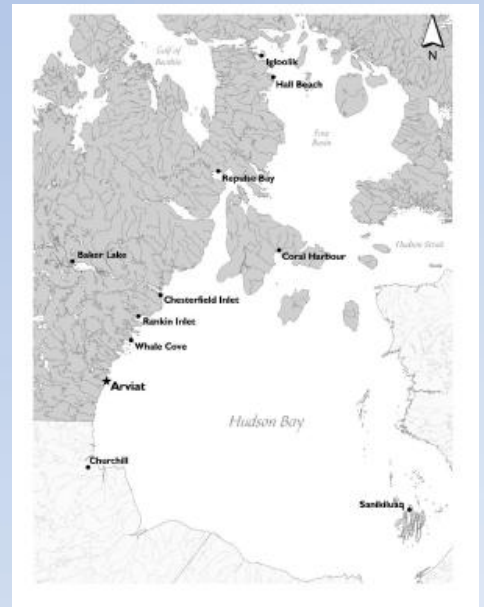 N
Gulf of
Boothia
Igloolik
Hall Beach
Foxe
Basin
Repulse Bay
Baker Lake
Coral Harbour
Hudson Strait
Chesterfield Inlet
Rankin Inlet
Whale Cove
Arviat
Hudson Bay
Churchill
Sanikiluaq